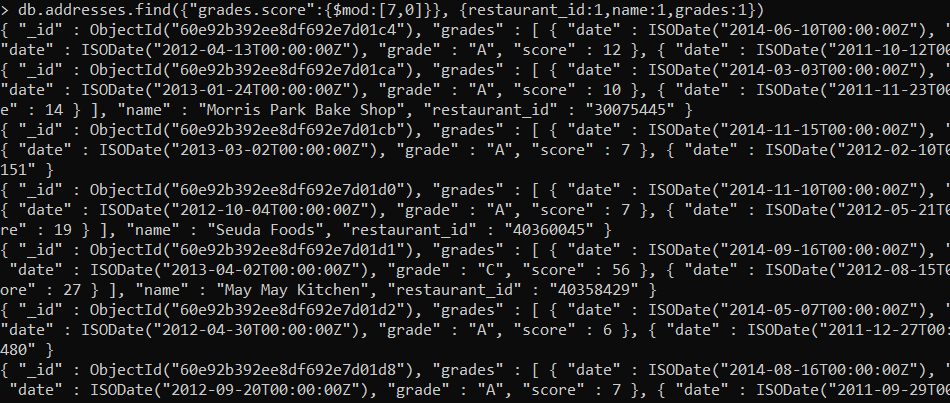 > db.addresses.find({"grades.score":{$mod:[7,0]}}, {restaurant_id:1,name:1,grades:1})
{ "_id" : ObjectId("60e92b392ee8df692e7d01c4"), "grades" : [ { "date" : ISODate("2014-06-10T00:00:00Z"), "
"date" : ISODate("2012-04-13T00:00:00Z"), "grade" : "A", "score" : 12 }, { "date" : ISODate("2011-10-12T00
{ "_id" : ObjectId("60e92b392ee8df692e7d01ca"), "grades" : [ { "date" : ISODate("2014-03-03T00:00:00Z"), "
"date" : ISODate("2013-01-24T00:00:00Z"), "grade" : "A", "score" : 10 }, { "date" : ISODate("2011-11-23T00
e" : 14 } ], "name" : "Morris Park Bake Shop", "restaurant_id" : "30075445" }
{ "_id" : ObjectId("60e92b392ee8df692e7d01cb"), "grades" : [ { "date" : ISODate("2014-11-15T00:00:00Z"), "
{ "date" : ISODate("2013-03-02T00:00:00Z"), "grade" : "A", "score" : 7 }, { "date" : ISODate("2012-02-10T0
151" }
{ "_id" : ObjectId("60e92b392ee8df692e7d01d0"), "grades" : [ { "date" : ISODate("2014-11-10T00:00:00Z"), "
{ "date" : ISODate("2012-10-04T00:00:00Z"), "grade" : "A", "score" : 7 }, { "date" : ISODate("2012-05-21T0
re" : 19 } ], "name" : "Seuda Foods", "restaurant_id" : "40360045" }
{ "_id" : ObjectId("60e92b392ee8df692e7d01d1"), "grades" : [ { "date" : ISODate("2014-09-16T00:00:00Z"), "
"date" : ISODate("2013-04-02T00:00:00Z"), "grade" : "C", "score" : 56 }, { "date" : ISODate("2012-08-15T0
ore" : 27 } ], "name" : "May May Kitchen", "restaurant_id" : "40358429" }
{ "_id" : ObjectId("60e92b392ee8df692e7d01d2"), "grades" : [ { "date" : ISODate("2014-05-07T00:00:00Z"), "
"date" : ISODate("2012-04-30T00:00:00Z"), "grade" : "A", "score" : 6 }, { "date" : ISODate("2011-12-27T00:
480" }
{ "_id" : ObjectId("60e92b392ee8df692e7d01d8"), "grades" : [ { "date" : ISODate("2014-08-16T00:00:00Z"), "
"date" : ISODate("2012-09-20T00:00:00Z"), "grade" : "A", "score" : 7 }, { "date" : ISODate("2011-09-29T00